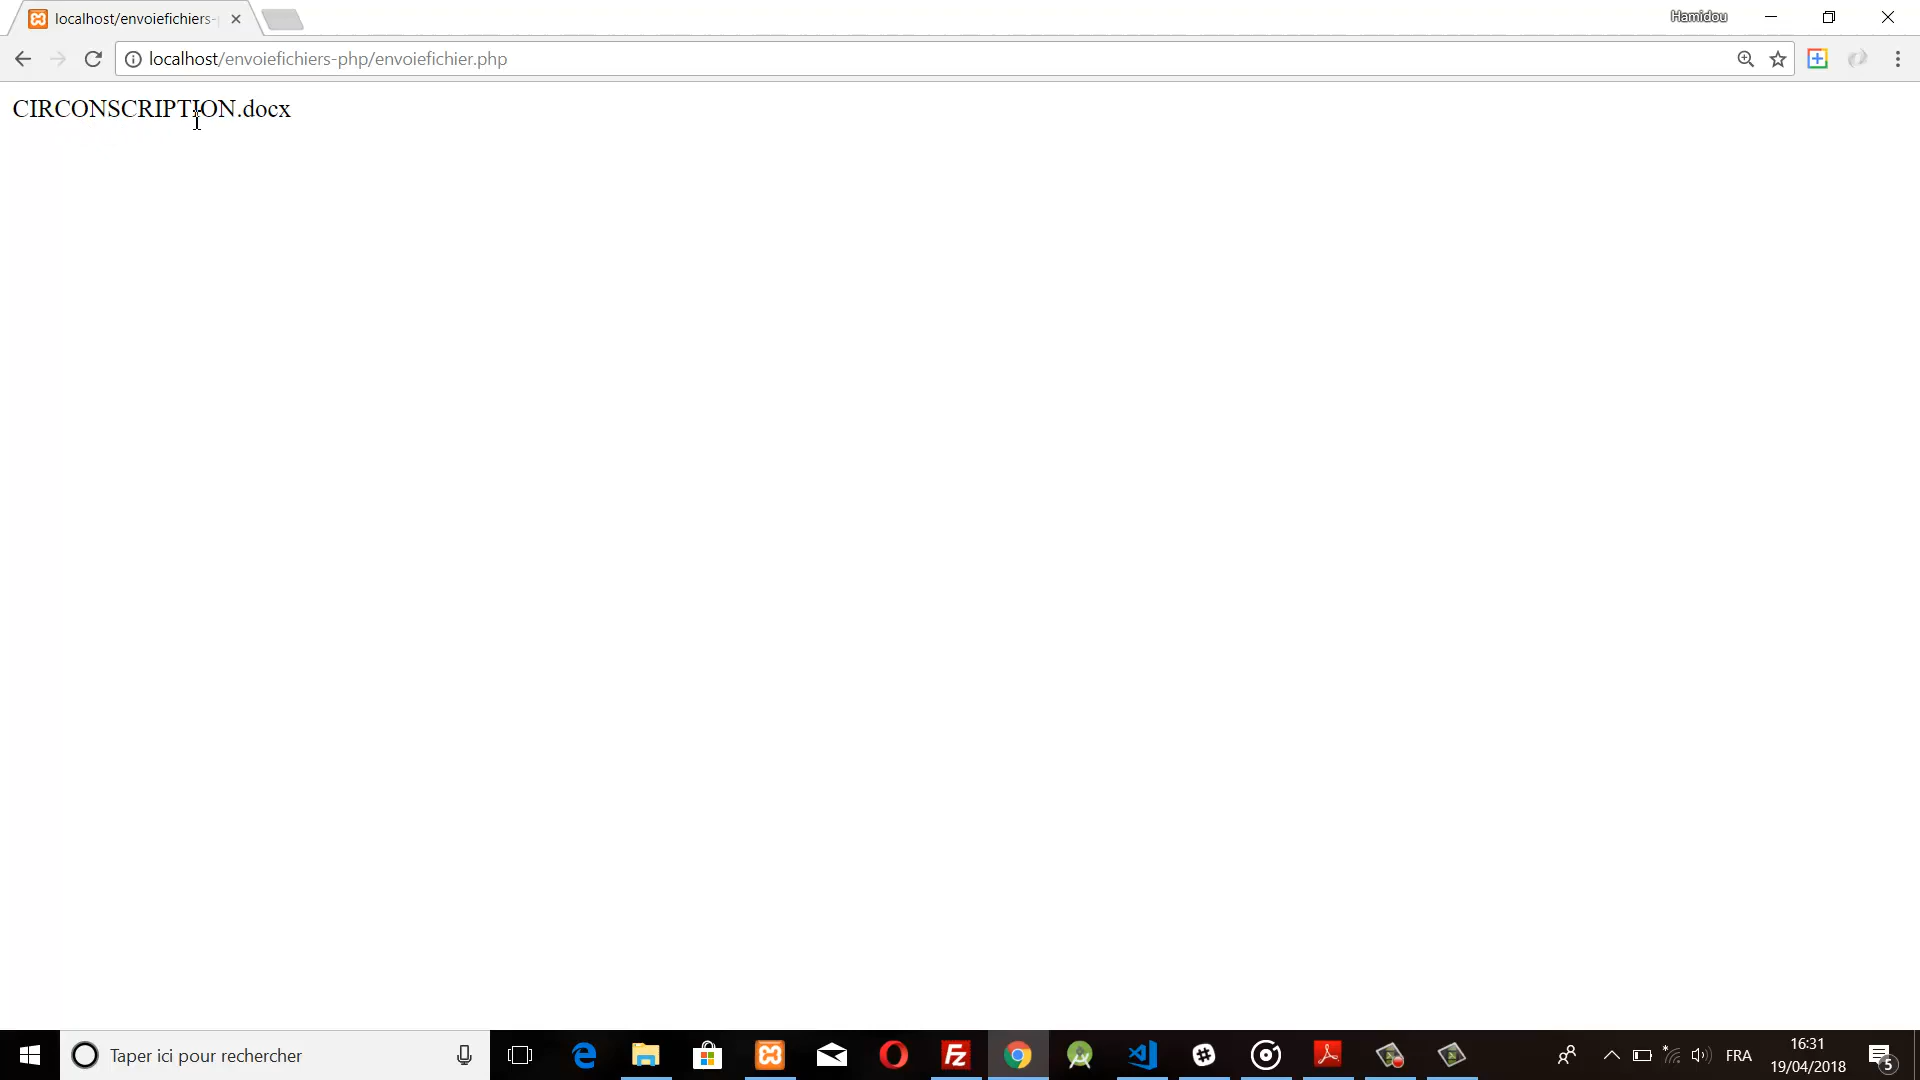 localhost/envoiefichiers-
Hamidou
localhost/envoiefichiers-php/envoiefichier.php
CIRCONSCRIPTION.docx
Taper ici pour rechercher
FRA
16:31
19/04/2018
5